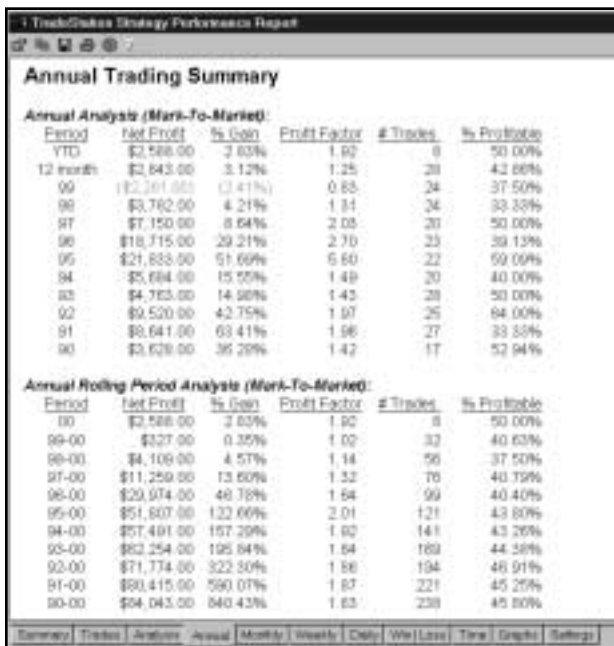 TradeStation Strategy Performance Report
Annual Trading Summary
Annual Analysis (Mark-To-Market):
Period Net Profit % Gain Profit Factor # Trades % Profitable
YTD $2,588.00 2.83% 1.92 8 50.00%
12 month $2,843.00 3.12% 1.25 28 42.86%
99 ($2,261.00) (2.41%) 0.83 24 37.50%
98 $3,782.00 4.21% 1.31 24 33.33%
97 $7,150.00 8.64% 2.03 20 50.00%
96 $18,715.00 29.21% 2.70 23 39.13%
95 $21,833.00 51.69% 5.60 22 59.09%
94 $5,684.00 15.55% 1.49 20 40.00%
93 $4,763.00 14.98% 1.43 28 50.00%
92 $9,520.00 42.75% 1.97 25 64.00%
91 $8,641.00 63.41% 1.96 27 33.33%
90 $3,628.00 36.28% 1.42 17 52.94%
Annual Rolling Period Analysis (Mark-To-Market):
Period Net Profit % Gain Profit Factor # Trades % Profitable
00 $2,588.00 2.83% 1.92 8 50.00%
99-00 $327.00 0.35% 1.02 32 40.63%
98-00 $4,109.00 4.57% 1.14 56 37.50%
97-00 $11,259.00 13.60% 1.32 76 40.79%
96-00 $29,974.00 46.78% 1.64 99 40.40%
95-00 $51,807.00 122.66% 2.01 121 43.80%
94-00 $57,491.00 157.29% 1.92 141 43.26%
93-00 $62,254.00 195.84% 1.84 169 44.38%
92-00 $71,774.00 322.30% 1.86 194 46.91%
91-00 $80,415.00 590.07% 1.87 221 45.25%
90-00 $84,043.00 840.43% 1.83 238 45.80%
Summary Trades Analysis Annual Monthly Weekly Daily Win|Loss Time Graphs Settings